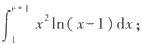 ∫₁^{e+1} x² ln(x−1) dx;